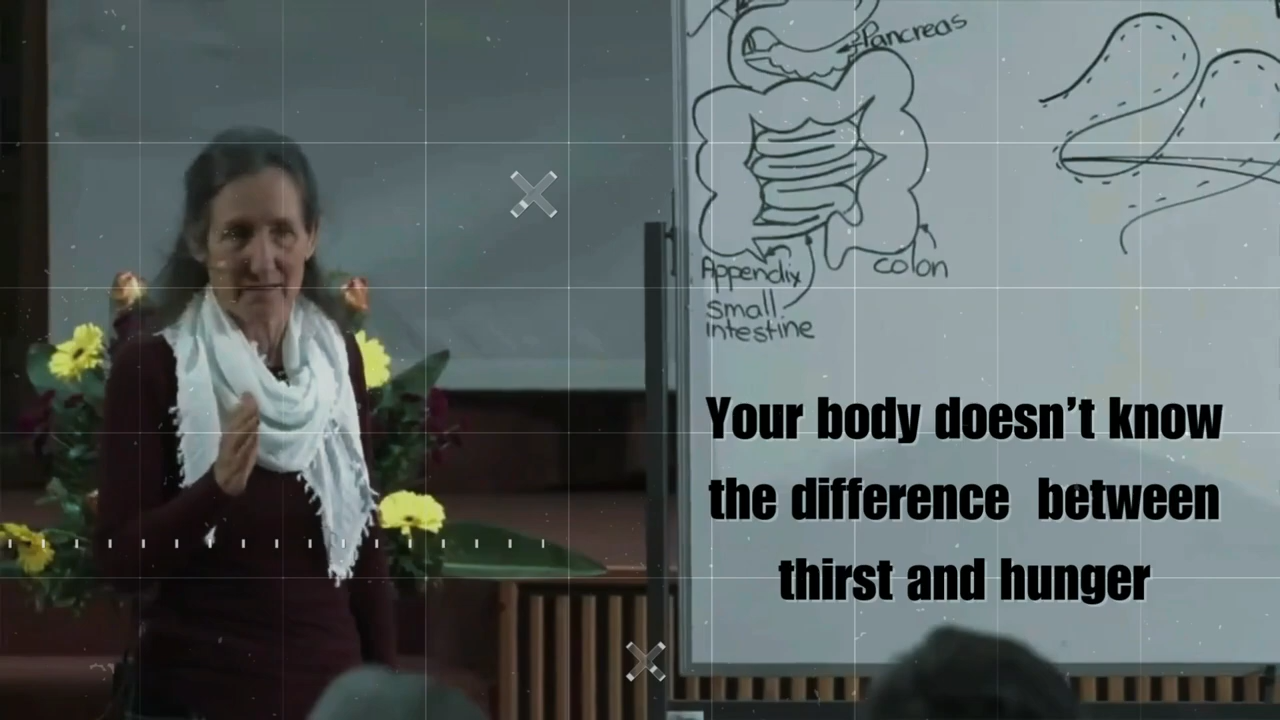 Pancreas
Appendix
small
intestine
colon
Your body doesn't know
the difference between
thirst and hunger